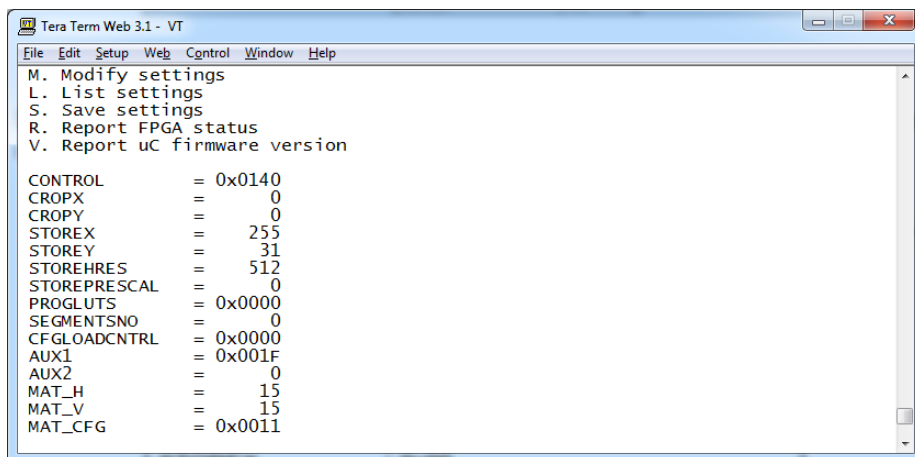 Tera Term Web 3.1 - VT
File Edit Setup Web Control Window Help
M. Modify settings
L. List settings
S. Save settings
R. Report FPGA status
V. Report uC firmware version
CONTROL = 0x0140
CROPX = 0
CROPY = 0
STOREX = 255
STOREY = 31
STOREHRES = 512
STOREPRESCAL = 0
PROGLUTS = 0x0000
SEGMENTSNO = 0
CFGLOADCNTRL = 0x0000
AUX1 = 0x001F
AUX2 = 0
MAT_H = 15
MAT_V = 15
MAT_CFG = 0x0011